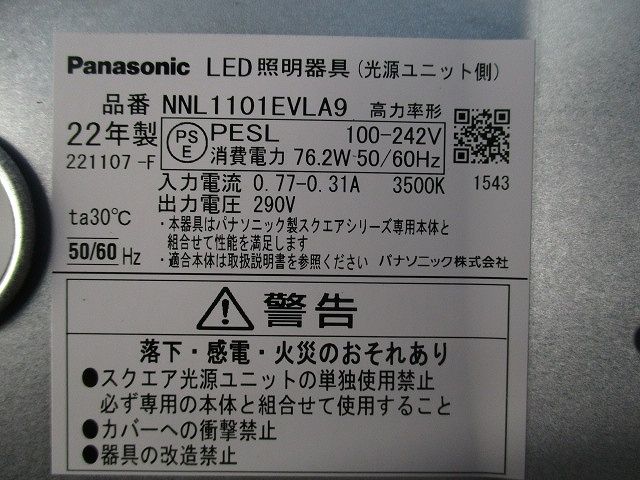 Panasonic LED照明器具(光源ユニット側)
品番 NNL1101EVLA9 高力率形
22年製 PS E PESL 100-242V
221107-F 消費電力 76.2W・50/60Hz
入力電流 0.77-0.31A 3500K 1543
出力電圧 290V
ta30℃ ・本器具はパナソニック製スクエアシリーズ専用本体と
組合せて性能を満足します
50/60 Hz ・適合本体は取扱説明書を参照ください パナソニック株式会社
警告
落下・感電・火災のおそれあり
●スクエア光源ユニットの単独使用禁止
必ず専用の本体と組合せて使用すること
●カバーへの衝撃禁止
●器具の改造禁止